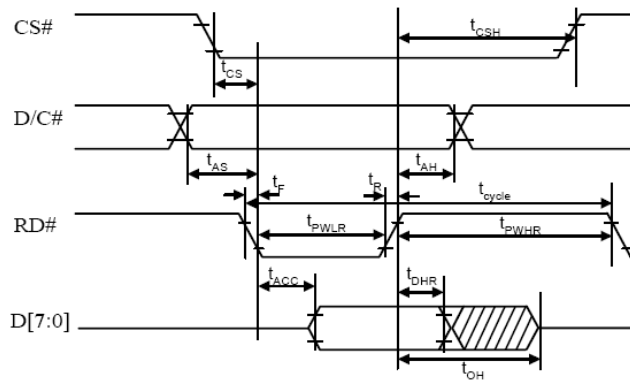 CS#
tCSH
tCS
D/C#
tAS
tAH
tF
tR
tcycle
RD#
tPWLR
tPWHR
tACC
tDHR
D[7:0]
tOH